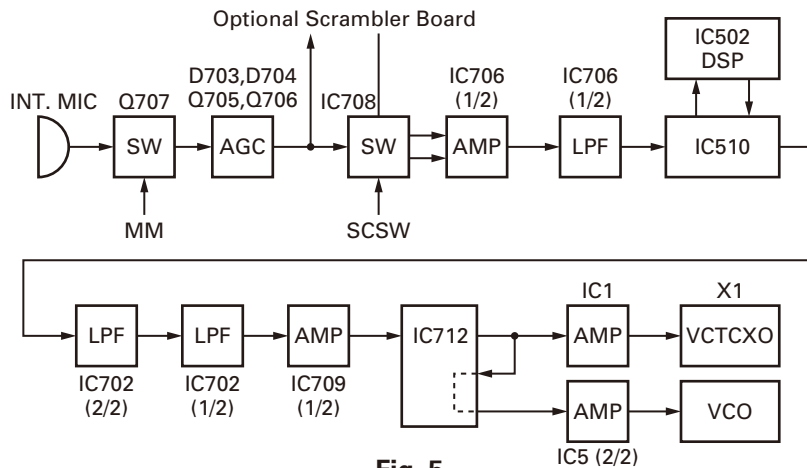 Optional Scrambler Board
IC502
DSP
D703,D704
Q705,Q706
IC706
(1/2)
IC706
(1/2)
INT. MIC
Q707
IC708
SW
AGC
SW
AMP
LPF
IC510
MM
SCSW
IC1
X1
LPF
LPF
AMP
IC712
AMP
VCTCXO
IC702
(2/2)
IC702
(1/2)
IC709
(1/2)
AMP
VCO
IC5 (2/2)
Fig. 5